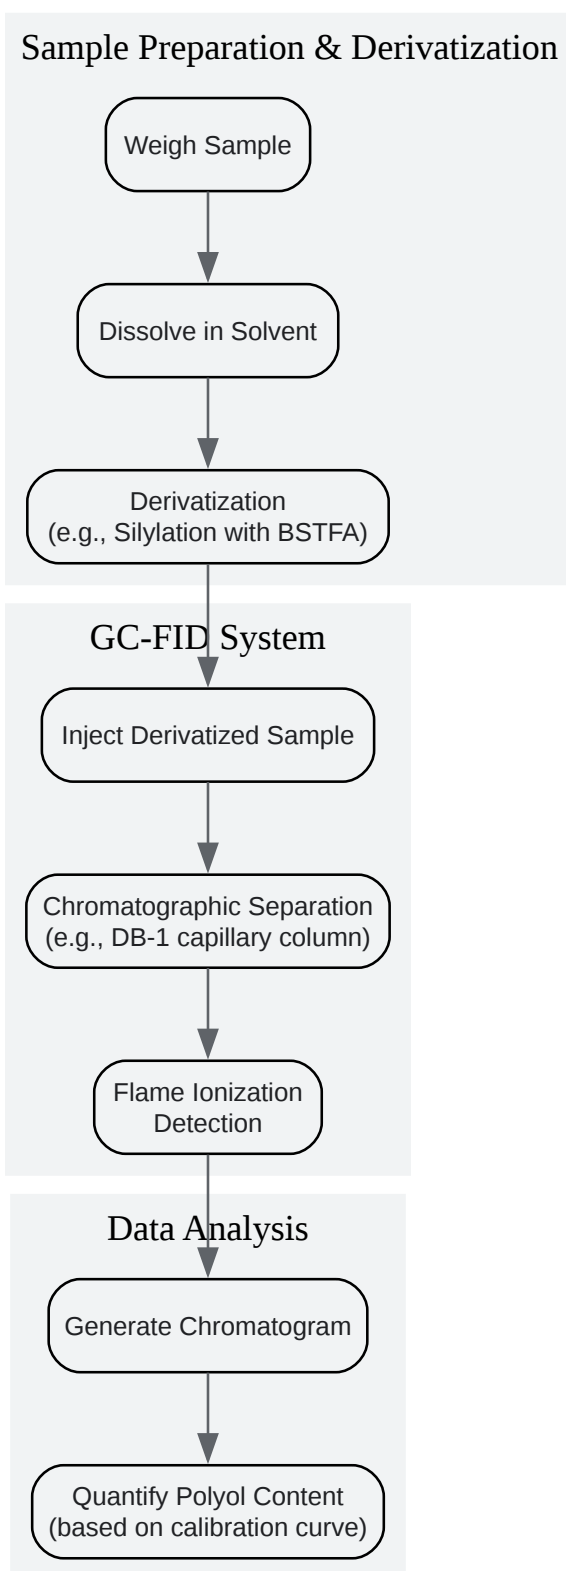 Sample Preparation & Derivatization
Weigh Sample
Dissolve in Solvent
Derivatization
(e.g., Silylation with BSTFA)
GC-FID System
Inject Derivatized Sample
Chromatographic Separation
(e.g., DB-1 capillary column)
Flame Ionization
Detection
Data Analysis
Generate Chromatogram
Quantify Polyol Content
(based on calibration curve)